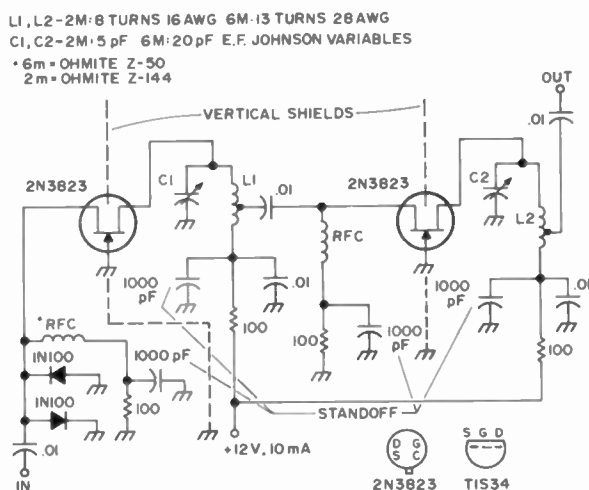 L1, L2-2M:8 TURNS 16 AWG 6M:13 TURNS 28 AWG
C1, C2-2M:5 pF 6M:20 pF E.F. JOHNSON VARIABLES
* 6m = OHMITE Z-50
2m = OHMITE Z-144
OUT
VERTICAL SHIELDS
.01
2N3823
C1
L1
.01
2N3823
C2
L2
RFC
1000 pF
.01
1000 pF
.01
100
100
1000 pF
100
*RFC
1N100
1000 pF
100
1N100
STANDOFF
.01
+12V, 10 mA
IN
D G
S C
2N3823
S G D
TIS34